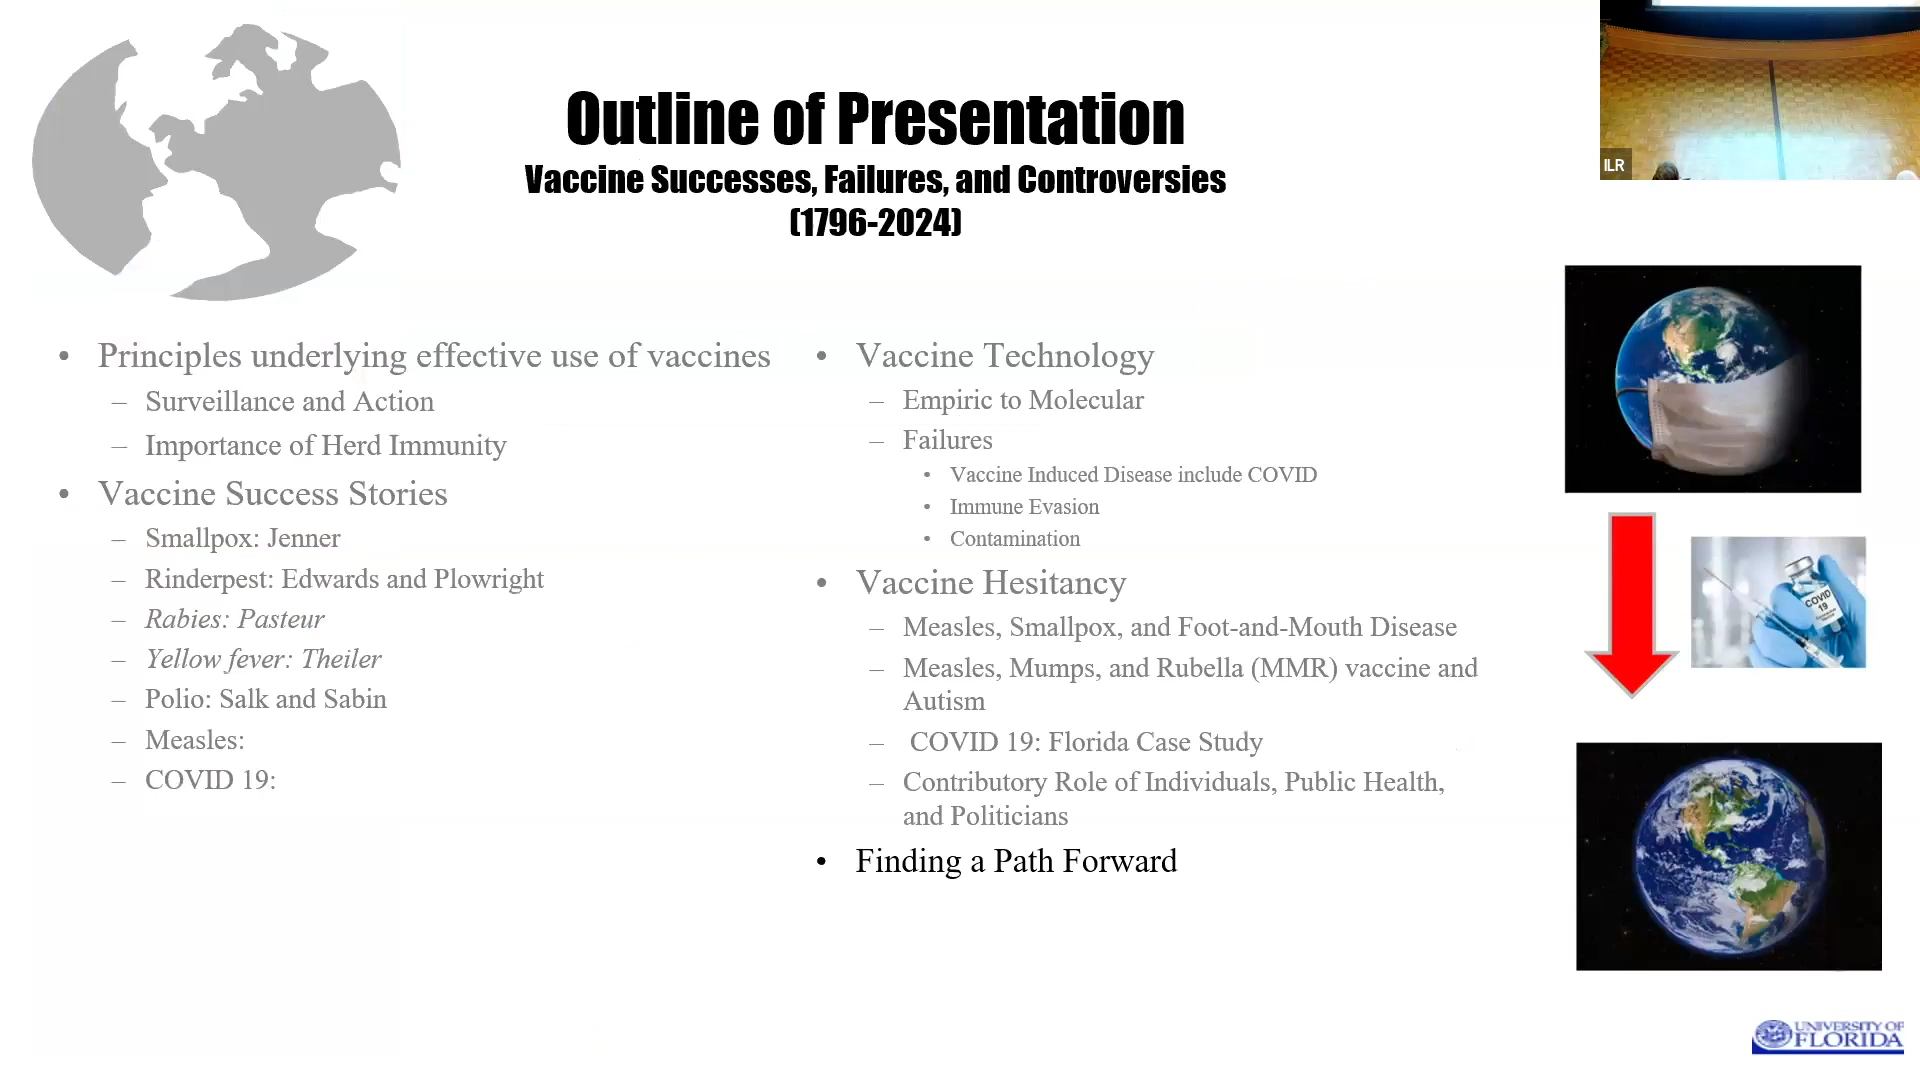 Outline of Presentation
Vaccine Successes, Failures, and Controversies
(1796-2024)
ILR
• Principles underlying effective use of vaccines
– Surveillance and Action
– Importance of Herd Immunity
• Vaccine Success Stories
– Smallpox: Jenner
– Rinderpest: Edwards and Plowright
– Rabies: Pasteur
– Yellow fever: Theiler
– Polio: Salk and Sabin
– Measles:
– COVID 19:
• Vaccine Technology
– Empiric to Molecular
– Failures
• Vaccine Induced Disease include COVID
• Immune Evasion
• Contamination
• Vaccine Hesitancy
– Measles, Smallpox, and Foot-and-Mouth Disease
– Measles, Mumps, and Rubella (MMR) vaccine and
Autism
– COVID 19: Florida Case Study
– Contributory Role of Individuals, Public Health,
and Politicians
• Finding a Path Forward
COVID
19
UNIVERSITY OF
FLORIDA